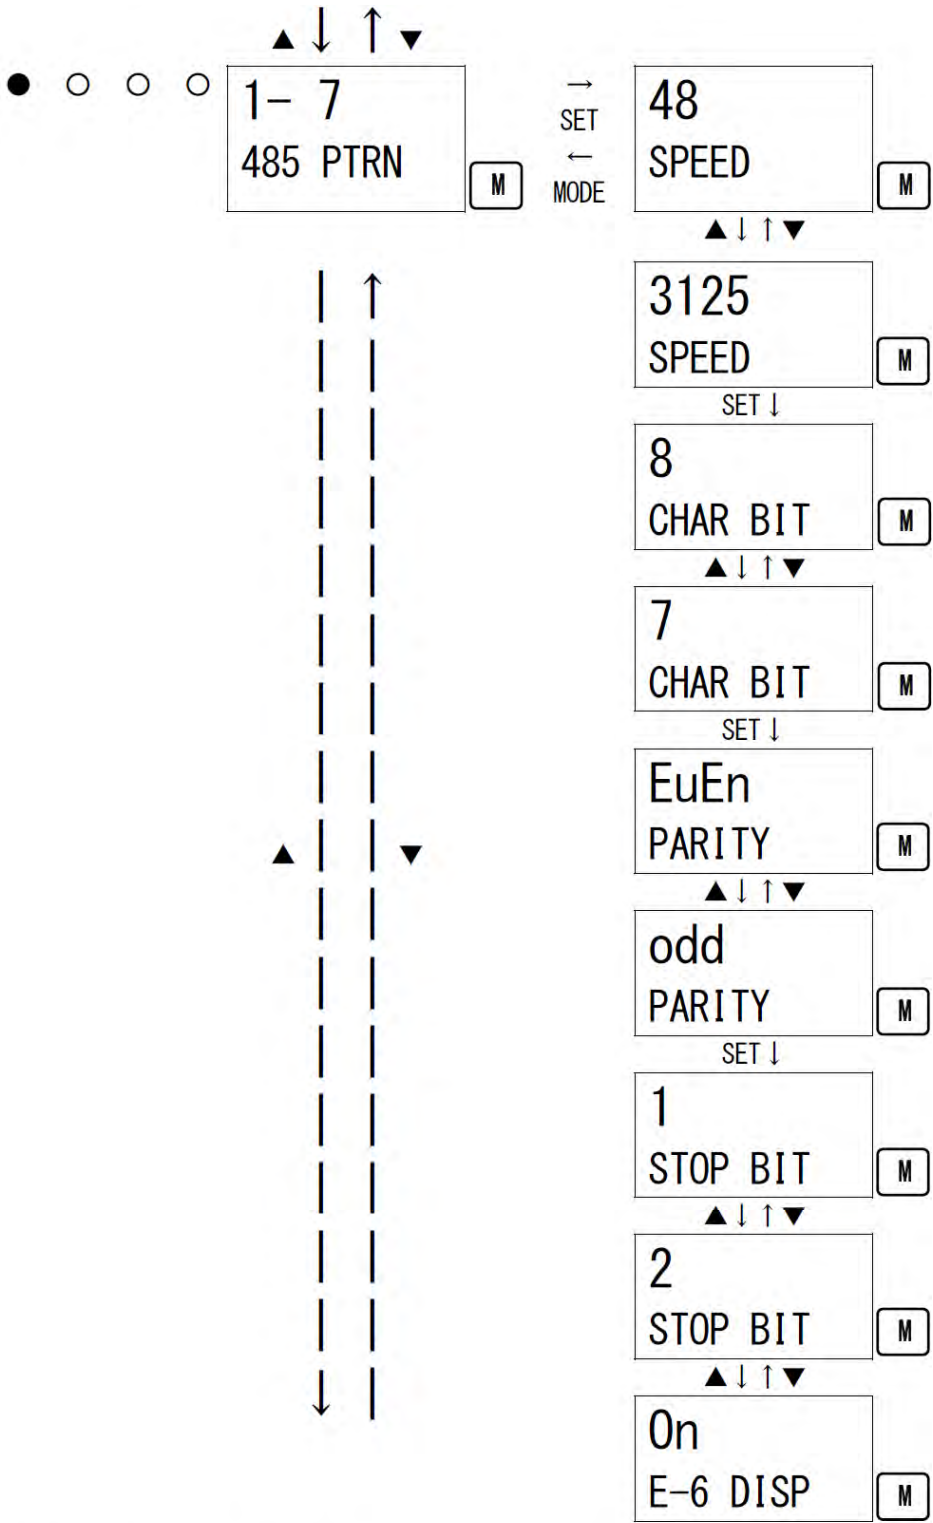 ▲ ↓ ↑ ▼
● ○ ○ ○
1- 7
485 PTRN
M
→
SET
←
MODE
48
SPEED
M
▲↓↑▼
3125
SPEED
M
SET↓
8
CHAR BIT
M
▲↓↑▼
7
CHAR BIT
M
SET↓
EuEn
PARITY
M
▲ ▼
▲↓↑▼
odd
PARITY
M
SET↓
1
STOP BIT
M
▲↓↑▼
2
STOP BIT
M
▲↓↑▼
On
E-6 DISP
M